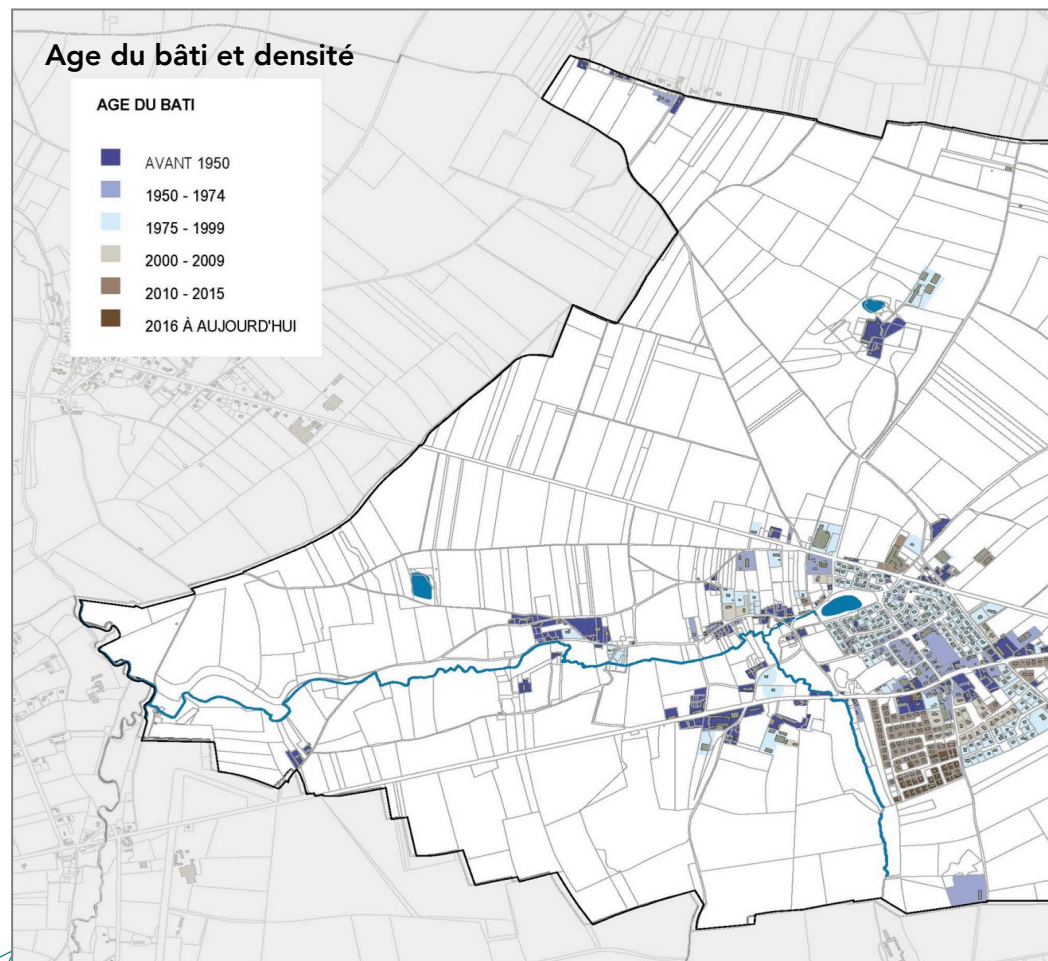 Age du bâti et densité
AGE DU BATI
AVANT 1950
1950 - 1974
1975 - 1999
2000 - 2009
2010 - 2015
2016 À AUJOURD'HUI